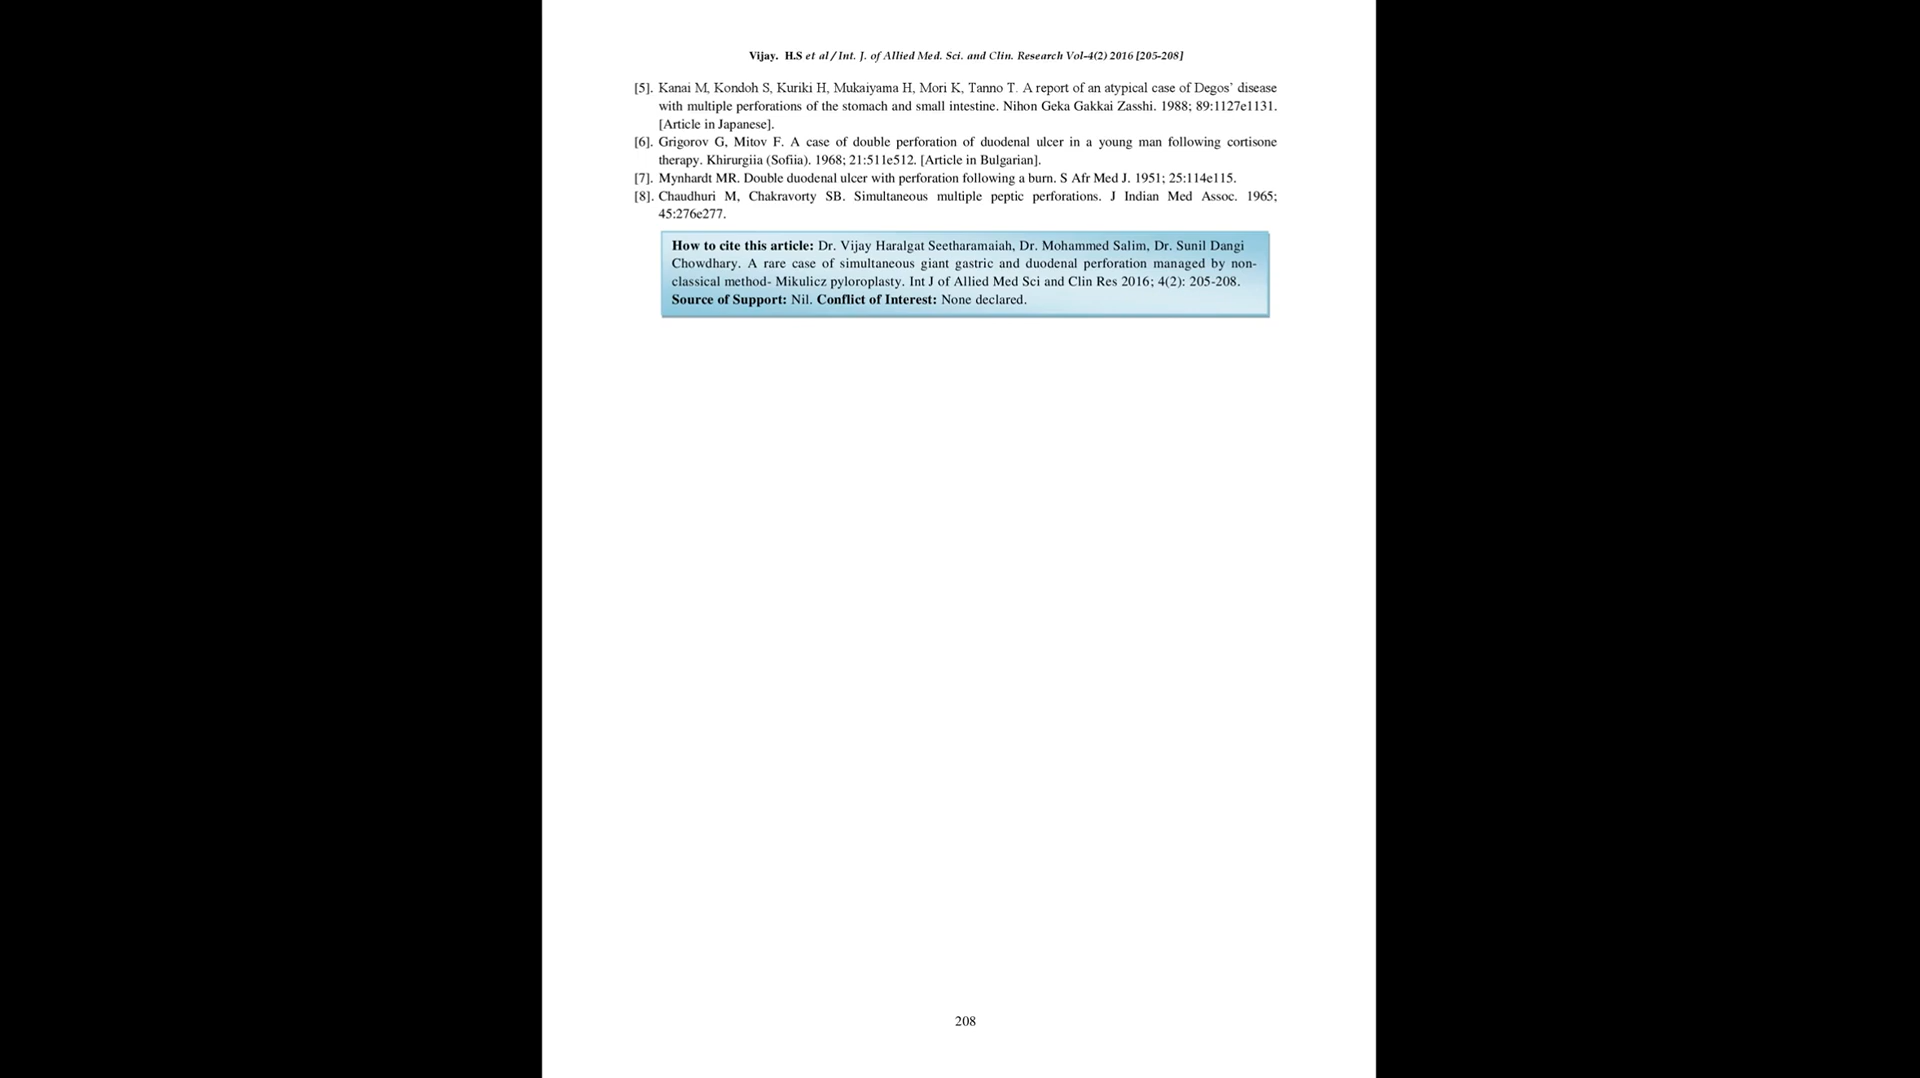 Vijay. H.S et al / Int. J. of Allied Med. Sci. and Clin. Research Vol-4(2) 2016 [205-208]
[5]. Kanai M, Kondoh S, Kuriki H, Mukaiyama H, Mori K, Tanno T. A report of an atypical case of Degos’ disease
with multiple perforations of the stomach and small intestine. Nihon Geka Gakkai Zasshi. 1988; 89:1127e1131.
[Article in Japanese].
[6]. Grigorov G, Mitov F. A case of double perforation of duodenal ulcer in a young man following cortisone
therapy. Khirurgiia (Sofiia). 1968; 21:511e512. [Article in Bulgarian].
[7]. Mynhardt MR. Double duodenal ulcer with perforation following a burn. S Afr Med J. 1951; 25:114e115.
[8]. Chaudhuri M, Chakravorty SB. Simultaneous multiple peptic perforations. J Indian Med Assoc. 1965;
45:276e277.
How to cite this article: Dr. Vijay Haralgat Seetharamaiah, Dr. Mohammed Salim, Dr. Sunil Dangi
Chowdhary. A rare case of simultaneous giant gastric and duodenal perforation managed by non-
classical method- Mikulicz pyloroplasty. Int J of Allied Med Sci and Clin Res 2016; 4(2): 205-208.
Source of Support: Nil. Conflict of Interest: None declared.
208